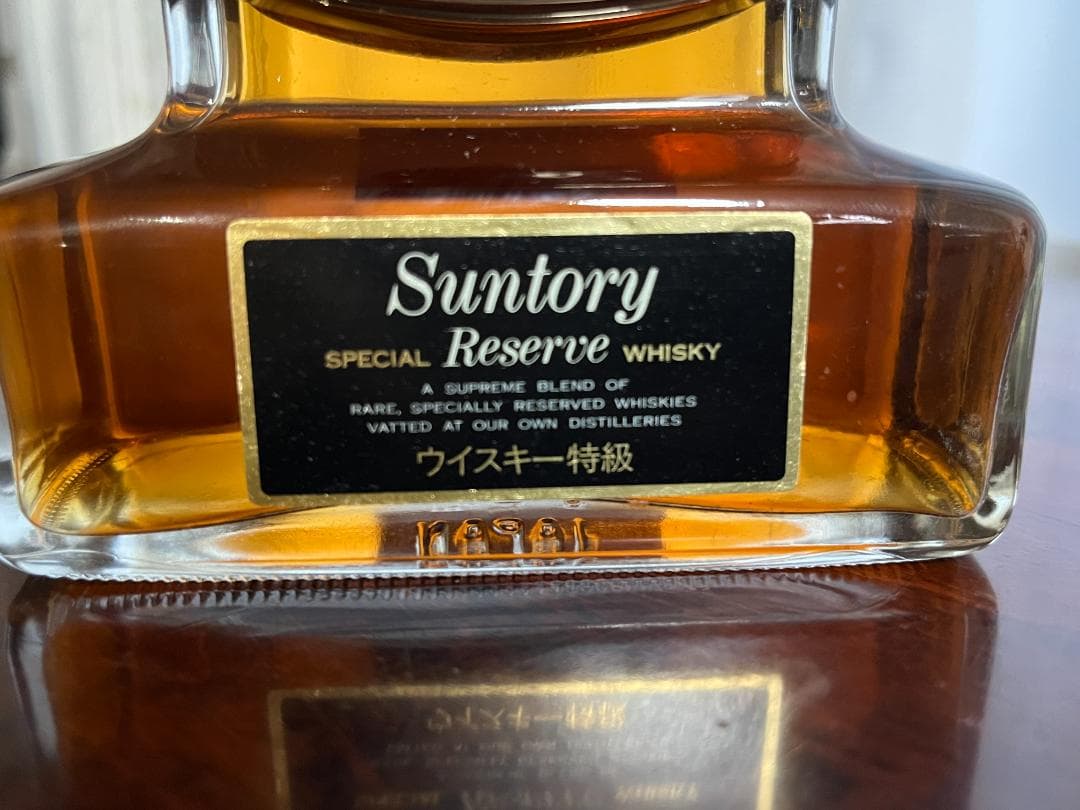 Suntory
SPECIAL Reserve WHISKY
A SUPREME BLEND OF
RARE, SPECIALLY RESERVED WHISKIES
VATTED AT OUR OWN DISTILLERIES
ウイスキー特級